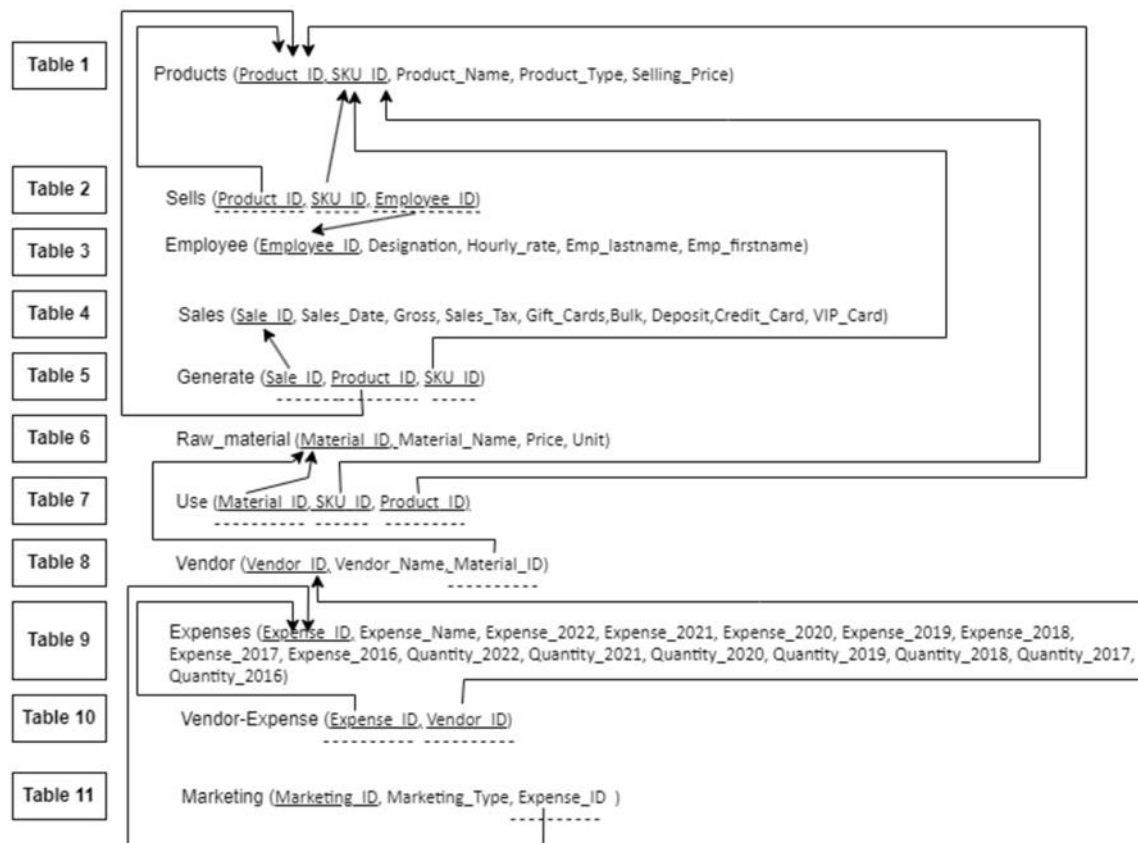 Table 1
Products (Product_ID, SKU_ID, Product_Name, Product_Type, Selling_Price)
Table 2
Sells (Product_ID, SKU_ID, Employee_ID)
Table 3
Employee (Employee_ID, Designation, Hourly_rate, Emp_lastname, Emp_firstname)
Table 4
Sales (Sale_ID, Sales_Date, Gross, Sales_Tax, Gift_Cards,Bulk, Deposit,Credit_Card, VIP_Card)
Table 5
Generate (Sale_ID, Product_ID, SKU_ID)
Table 6
Raw_material (Material_ID, Material_Name, Price, Unit)
Table 7
Use (Material_ID, SKU_ID, Product_ID)
Table 8
Vendor (Vendor_ID, Vendor_Name, Material_ID)
Table 9
Expenses (Expense_ID, Expense_Name, Expense_2022, Expense_2021, Expense_2020, Expense_2019, Expense_2018,
Expense_2017, Expense_2016, Quantity_2022, Quantity_2021, Quantity_2020, Quantity_2019, Quantity_2018, Quantity_2017,
Quantity_2016)
Table 10
Vendor-Expense (Expense_ID, Vendor_ID)
Table 11
Marketing (Marketing_ID, Marketing_Type, Expense_ID )